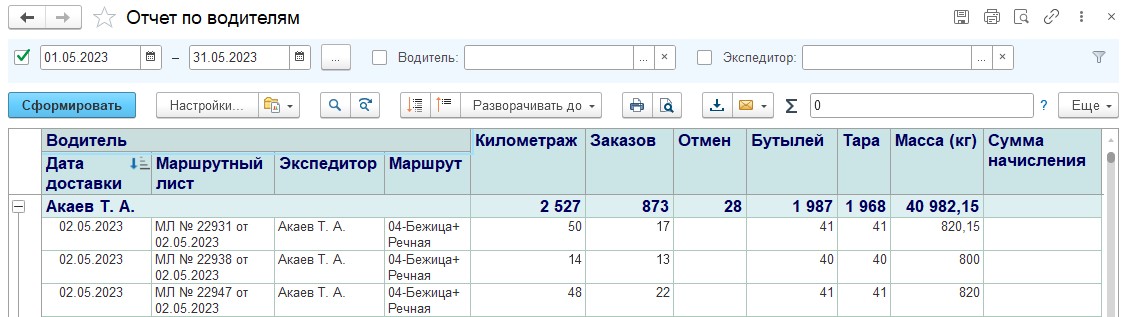 Отчет по водителям
01.05.2023 – 31.05.2023 ... Водитель: ... × Экспедитор: ... ×
Сформировать Настройки... Разворачивать до Σ 0 ? Еще
Водитель Километраж Заказов Отмен Бутылей Тара Масса (кг) Сумма
начисления
Дата Маршрутный Экспедитор Маршрут
доставки лист
Акаев Т. А. 2 527 873 28 1 987 1 968 40 982,15
02.05.2023 МЛ № 22931 от Акаев Т. А. 04-Бежица+ 50 17 41 41 820,15
02.05.2023 Речная
02.05.2023 МЛ № 22938 от Акаев Т. А. 04-Бежица+ 14 13 40 40 800
02.05.2023 Речная
02.05.2023 МЛ № 22947 от Акаев Т. А. 04-Бежица+ 48 22 41 41 820
02.05.2023 Речная